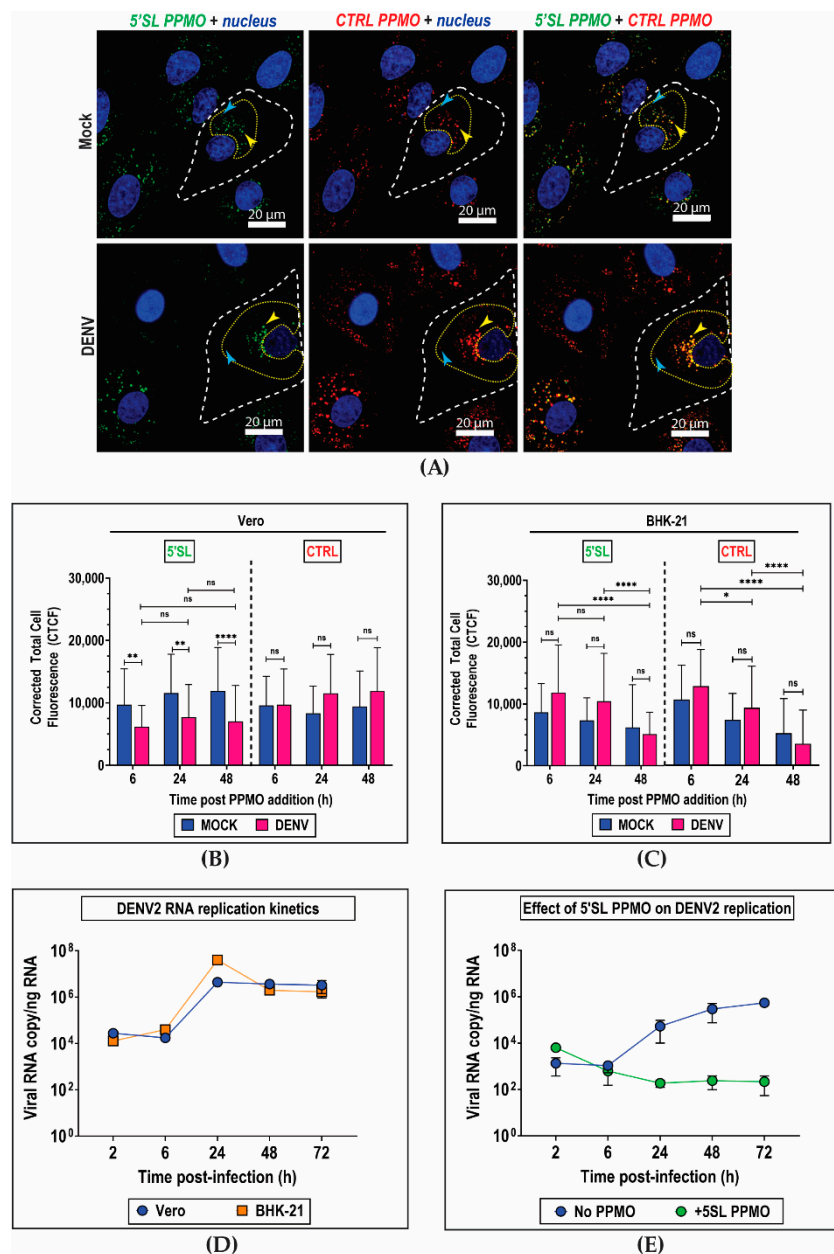 5'SL PPMO + nucleus
CTRL PPMO + nucleus
5'SL PPMO + CTRL PPMO
Mock
20 µm
20 µm
20 µm
DENV
20 µm
20 µm
20 µm
(A)
Vero
5'SL
CTRL
30,000
20,000
10,000
0
Corrected Total Cell
Fluorescence (CTCF)
ns
ns
ns
**
**
****
ns
ns
ns
6
24
48
6
24
48
Time post PPMO addition (h)
MOCK
DENV
(B)
BHK-21
5'SL
CTRL
30,000
20,000
10,000
0
Corrected Total Cell
Fluorescence (CTCF)
****
****
ns
ns
ns
ns
****
****
*
ns
ns
ns
6
24
48
6
24
48
Time post PPMO addition (h)
MOCK
DENV
(C)
DENV2 RNA replication kinetics
Viral RNA copy/ng RNA
10⁸
10⁶
10⁴
10²
10⁰
2
6
24
48
72
Time post-infection (h)
Vero
BHK-21
(D)
Effect of 5'SL PPMO on DENV2 replication
Viral RNA copy/ng RNA
10⁸
10⁶
10⁴
10²
10⁰
2
6
24
48
72
Time post-infection (h)
No PPMO
+5SL PPMO
(E)